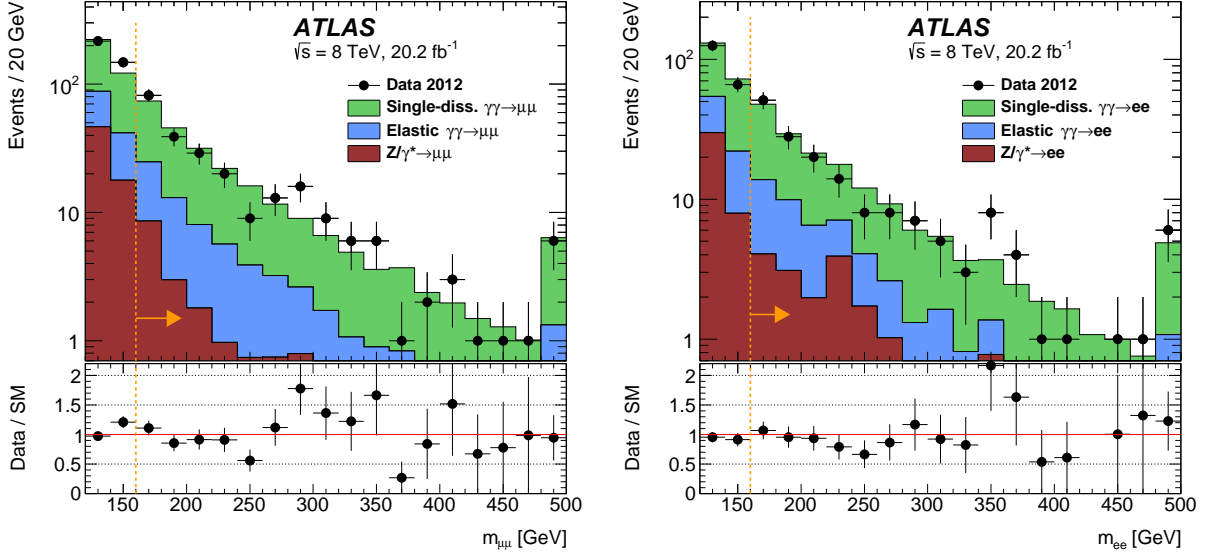 ATLAS
√s = 8 TeV, 20.2 fb⁻¹
Data 2012
Single-diss. γγ→μμ
Elastic γγ→μμ
Z/γ*→μμ
Events / 20 GeV
10²
10
1
Data / SM
2
1.5
1
0.5
0
150 200 250 300 350 400 450 500
m_μμ [GeV]
ATLAS
√s = 8 TeV, 20.2 fb⁻¹
Data 2012
Single-diss. γγ→ee
Elastic γγ→ee
Z/γ*→ee
Events / 20 GeV
10²
10
1
Data / SM
2
1.5
1
0.5
0
150 200 250 300 350 400 450 500
m_ee [GeV]